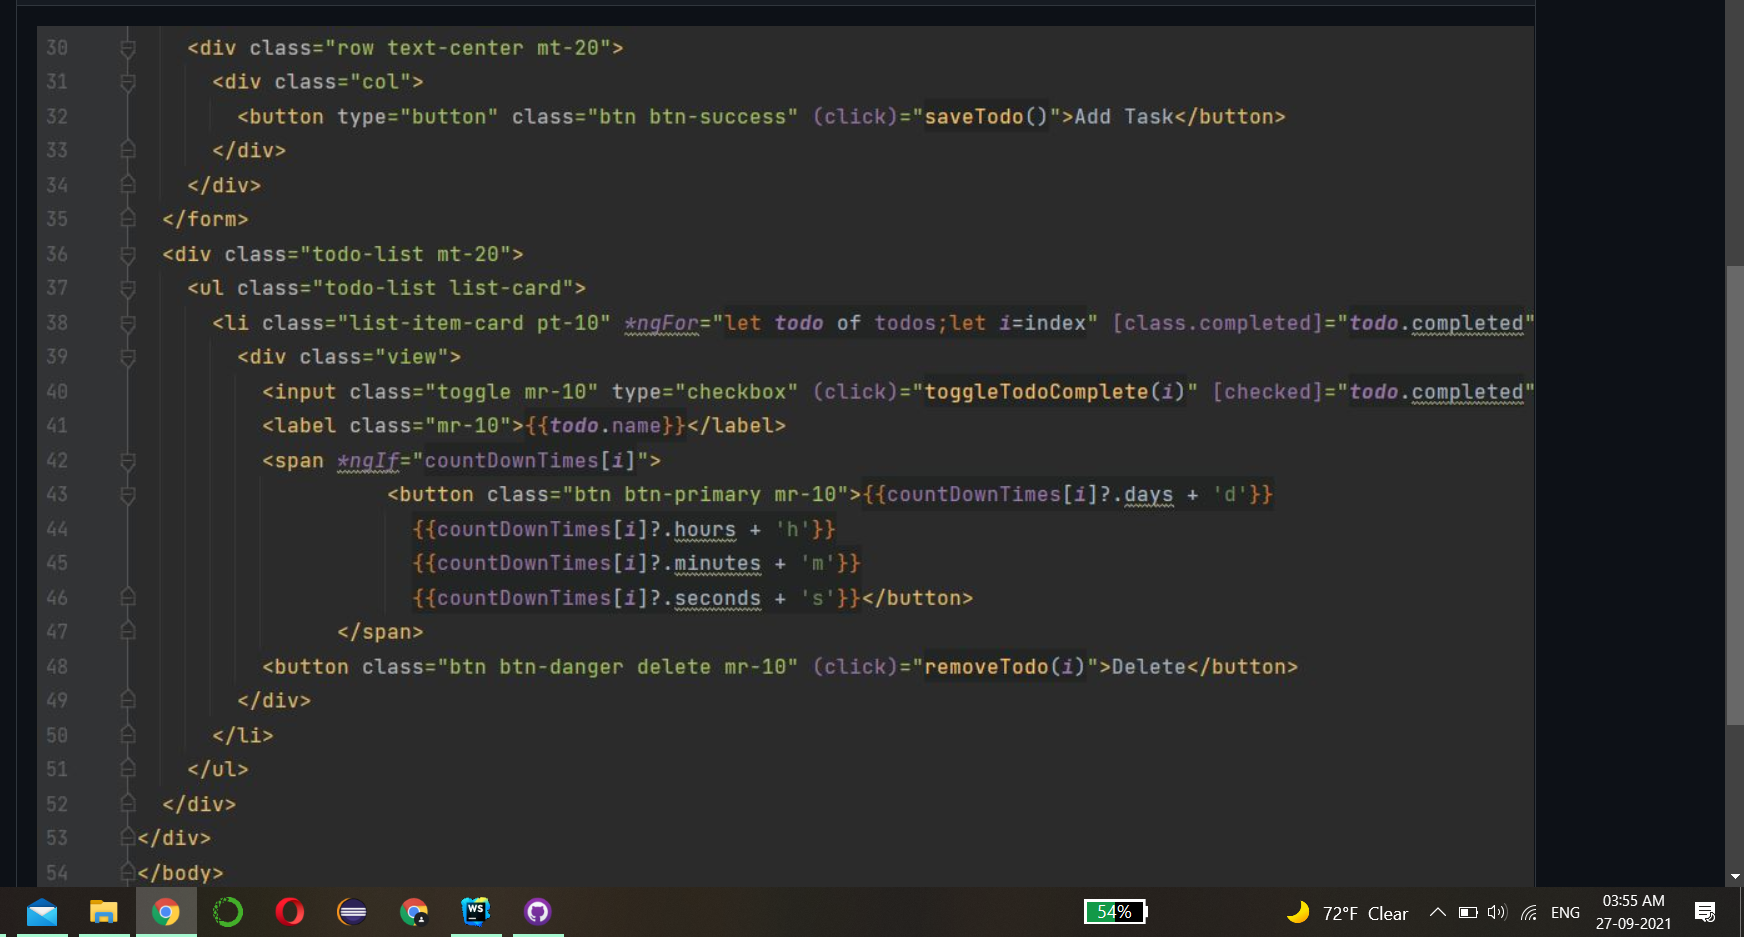 30 <div class="row text-center mt-20">
31 <div class="col">
32 <button type="button" class="btn btn-success" (click)="saveTodo()">Add Task</button>
33 </div>
34 </div>
35 </form>
36 <div class="todo-list mt-20">
37 <ul class="todo-list list-card">
38 <li class="list-item-card pt-10" *ngFor="let todo of todos;let i=index" [class.completed]="todo.completed"
39 <div class="view">
40 <input class="toggle mr-10" type="checkbox" (click)="toggleTodoComplete(i)" [checked]="todo.completed"
41 <label class="mr-10">{{todo.name}}</label>
42 <span *ngIf="countDownTimes[i]">
43 <button class="btn btn-primary mr-10">{{countDownTimes[i]?.days + 'd'}}
44 {{countDownTimes[i]?.hours + 'h'}}
45 {{countDownTimes[i]?.minutes + 'm'}}
46 {{countDownTimes[i]?.seconds + 's'}}</button>
47 </span>
48 <button class="btn btn-danger delete mr-10" (click)="removeTodo(i)">Delete</button>
49 </div>
50 </li>
51 </ul>
52 </div>
53 </div>
54 </body>
WS
54%
72°F Clear
ENG
03:55 AM
27-09-2021